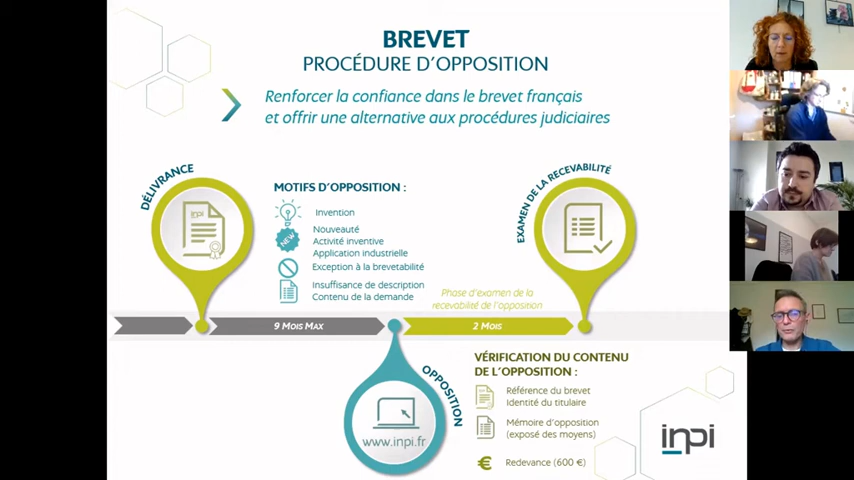 BREVET
PROCÉDURE D'OPPOSITION
Renforcer la confiance dans le brevet français
et offrir une alternative aux procédures judiciaires
DÉLIVRANCE
inpi
MOTIFS D'OPPOSITION :
Invention
NEW
Nouveauté
Activité inventive
Application industrielle
Exception à la brevetabilité
Insuffisance de description
Contenu de la demande
EXAMEN DE LA RECEVABILITÉ
Phase d'examen de la
recevabilité de l'opposition
9 MOIS MAX
2 MOIS
OPPOSITION
www.inpi.fr
VÉRIFICATION DU CONTENU
DE L'OPPOSITION :
Référence du brevet
Identité du titulaire
Mémoire d'opposition
(exposé des moyens)
€
Redevance (600 €)
inpi